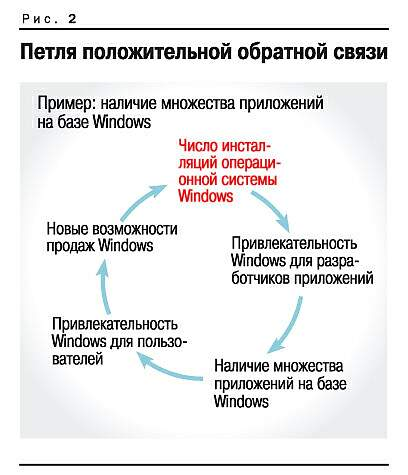 Рис. 2
Петля положительной обратной связи
Пример: наличие множества приложений
на базе Windows
Число инстал-
ляций операци-
онной системы
Windows
Привлекательность
Windows для разра-
ботчиков приложений
Наличие множества
приложений на базе
Windows
Привлекательность
Windows для пользо-
вателей
Новые возможности
продаж Windows